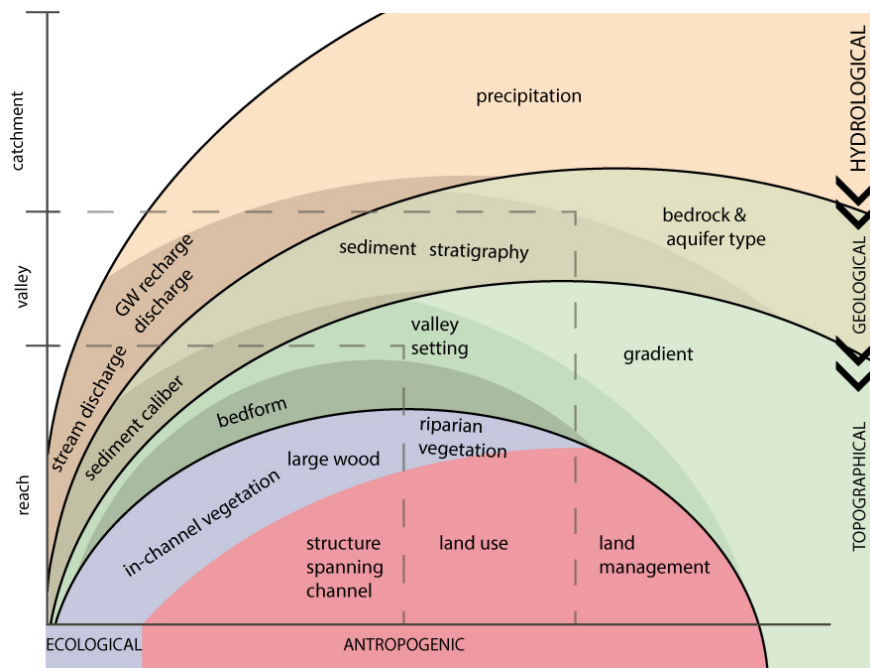 catchment
valley
reach
HYDROLOGICAL
GEOLOGICAL
TOPOGRAPHICAL
precipitation
bedrock &
aquifer type
sediment stratigraphy
GW recharge
discharge
stream discharge
sediment caliber
valley
setting
gradient
bedform
riparian
vegetation
large wood
in-channel vegetation
structure
spanning
channel
land use
land
management
ECOLOGICAL
ANTROPOGENIC